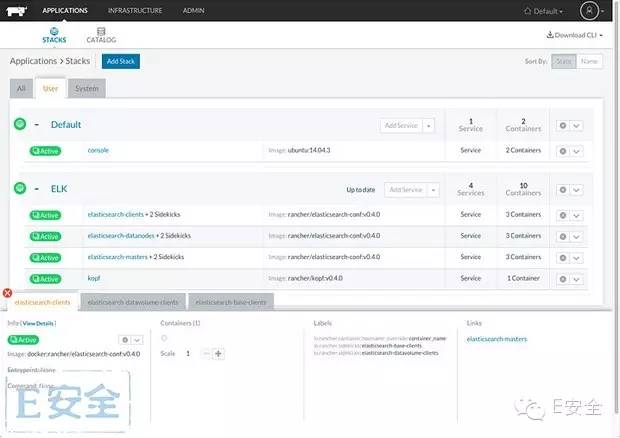 APPLICATIONS INFRASTRUCTURE ADMIN Default
STACKS CATALOG Download CLI
Applications > Stacks Add Stack Sort By: State Name
All User System
Default Add Service 1 Service 2 Containers
Active console Image: ubuntu:14.04.3 Service 2 Containers
ELK Up to date Add Service 4 Services 10 Containers
Active elasticsearch-clients + 2 Sidekicks Image: rancher/elasticsearch-conf:v0.4.0 Service 3 Containers
Active elasticsearch-datanodes + 2 Sidekicks Image: rancher/elasticsearch-conf:v0.4.0 Service 3 Containers
Active elasticsearch-masters + 2 Sidekicks Image: rancher/elasticsearch-conf:v0.4.0 Service 3 Containers
Active kopf Image: rancher/kopf:v0.4.0 Service 1 Container
elasticsearch-clients elasticsearch-datavolume-clients elasticsearch-base-clients
Info (View Details) Containers (1) Labels Links
Active
io.rancher.container.hostname_override:container_name
io.rancher.sidekicks:elasticsearch-base-clients
io.rancher.sidekicks:elasticsearch-datavolume-clients
elasticsearch-masters
Image: docker:rancher/elasticsearch-conf:v0.4.0 Scale 1
Entrypoint: None
Command: None
E安全
E安全